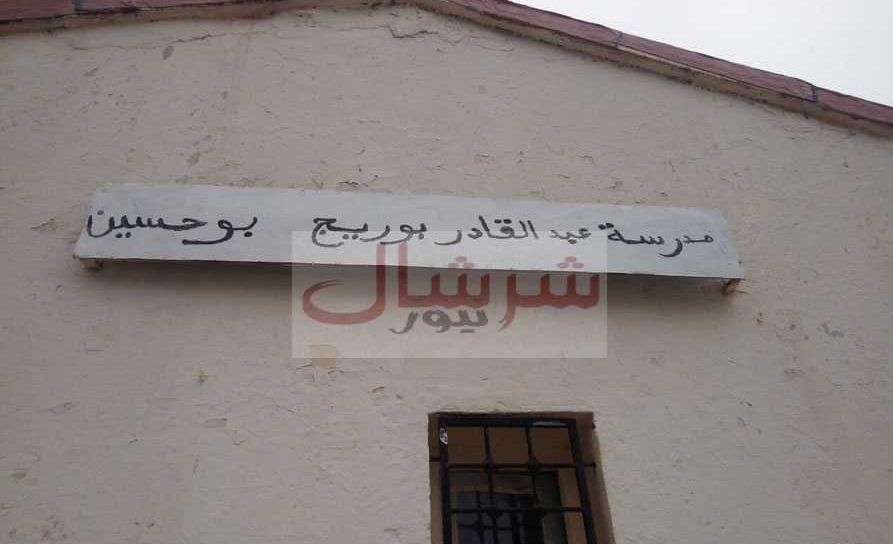 مدرسة عبد القادر بوريج بوحسين
شرشال
نيوز